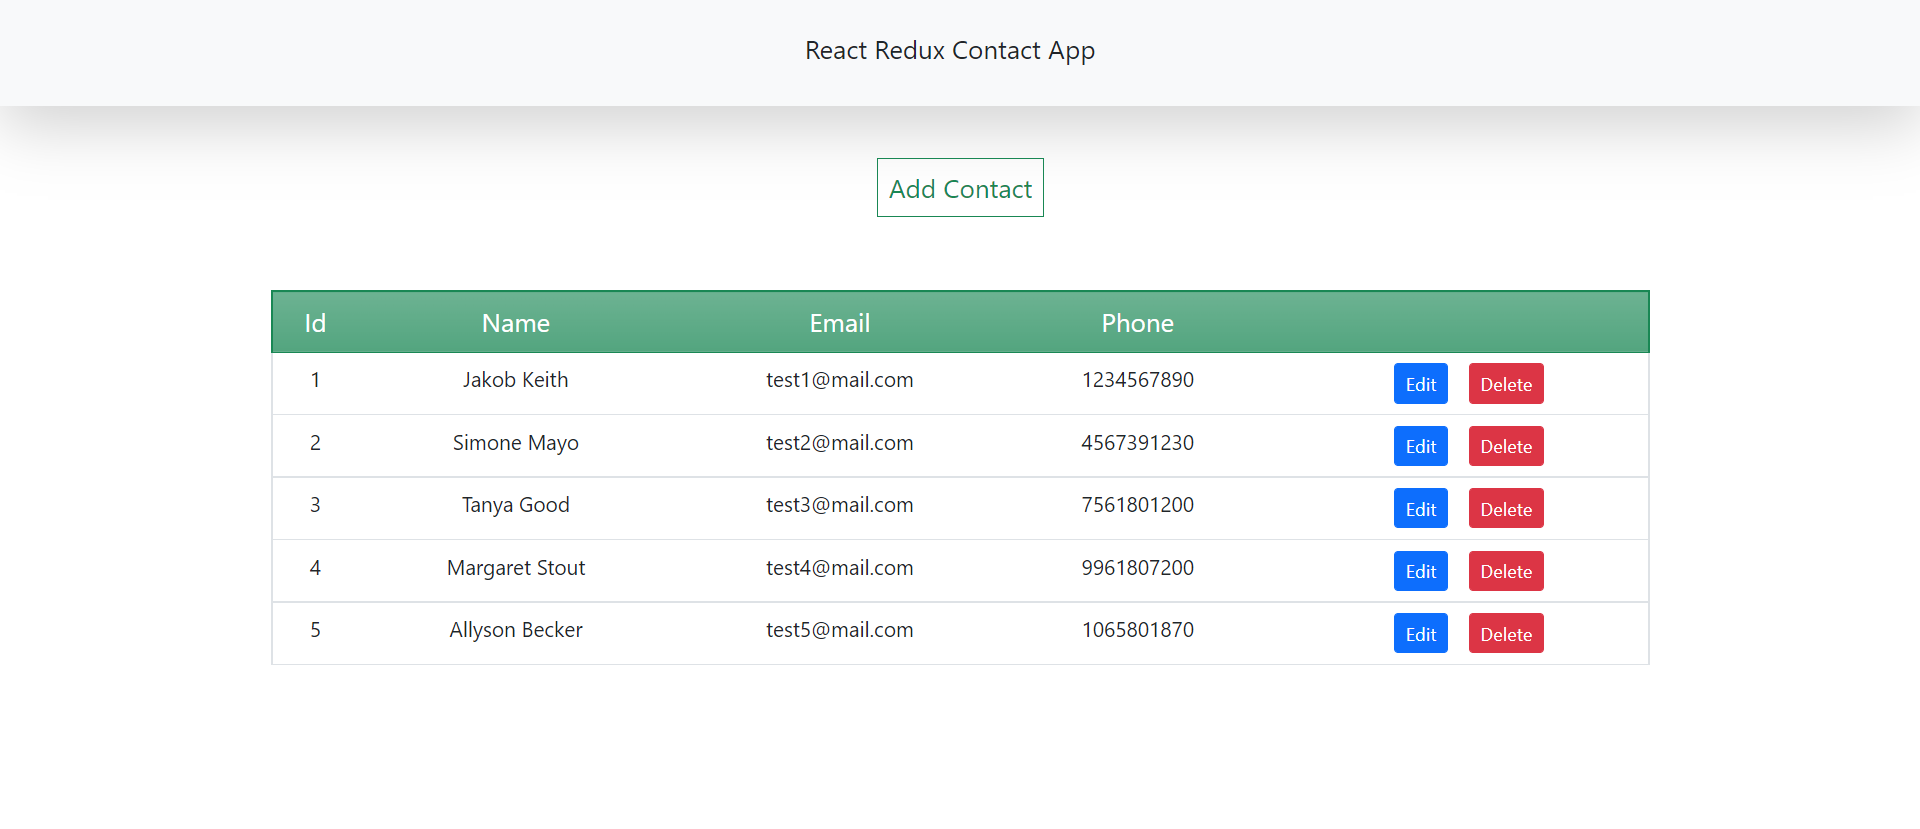 React Redux Contact App
Add Contact
Id Name Email Phone
1 Jakob Keith test1@mail.com 1234567890 Edit Delete
2 Simone Mayo test2@mail.com 4567391230 Edit Delete
3 Tanya Good test3@mail.com 7561801200 Edit Delete
4 Margaret Stout test4@mail.com 9961807200 Edit Delete
5 Allyson Becker test5@mail.com 1065801870 Edit Delete